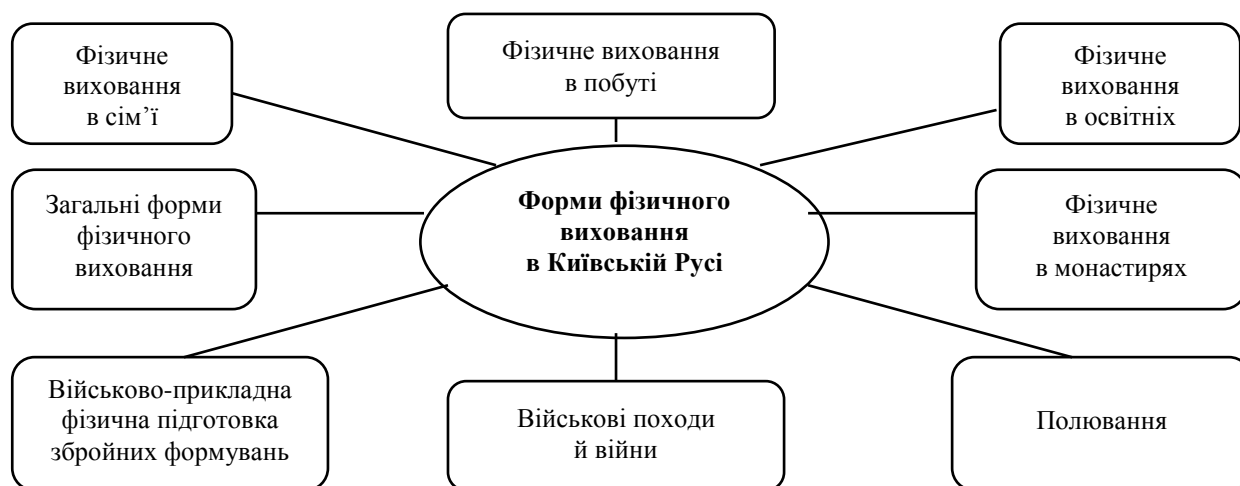 Фізичне
виховання
в сім’ї
Фізичне виховання
в побуті
Фізичне
виховання
в освітніх
Загальні форми
фізичного
виховання
Форми фізичного
виховання
в Київській Русі
Фізичне
виховання
в монастирях
Військово-прикладна
фізична підготовка
збройних формувань
Військові походи
й війни
Полювання